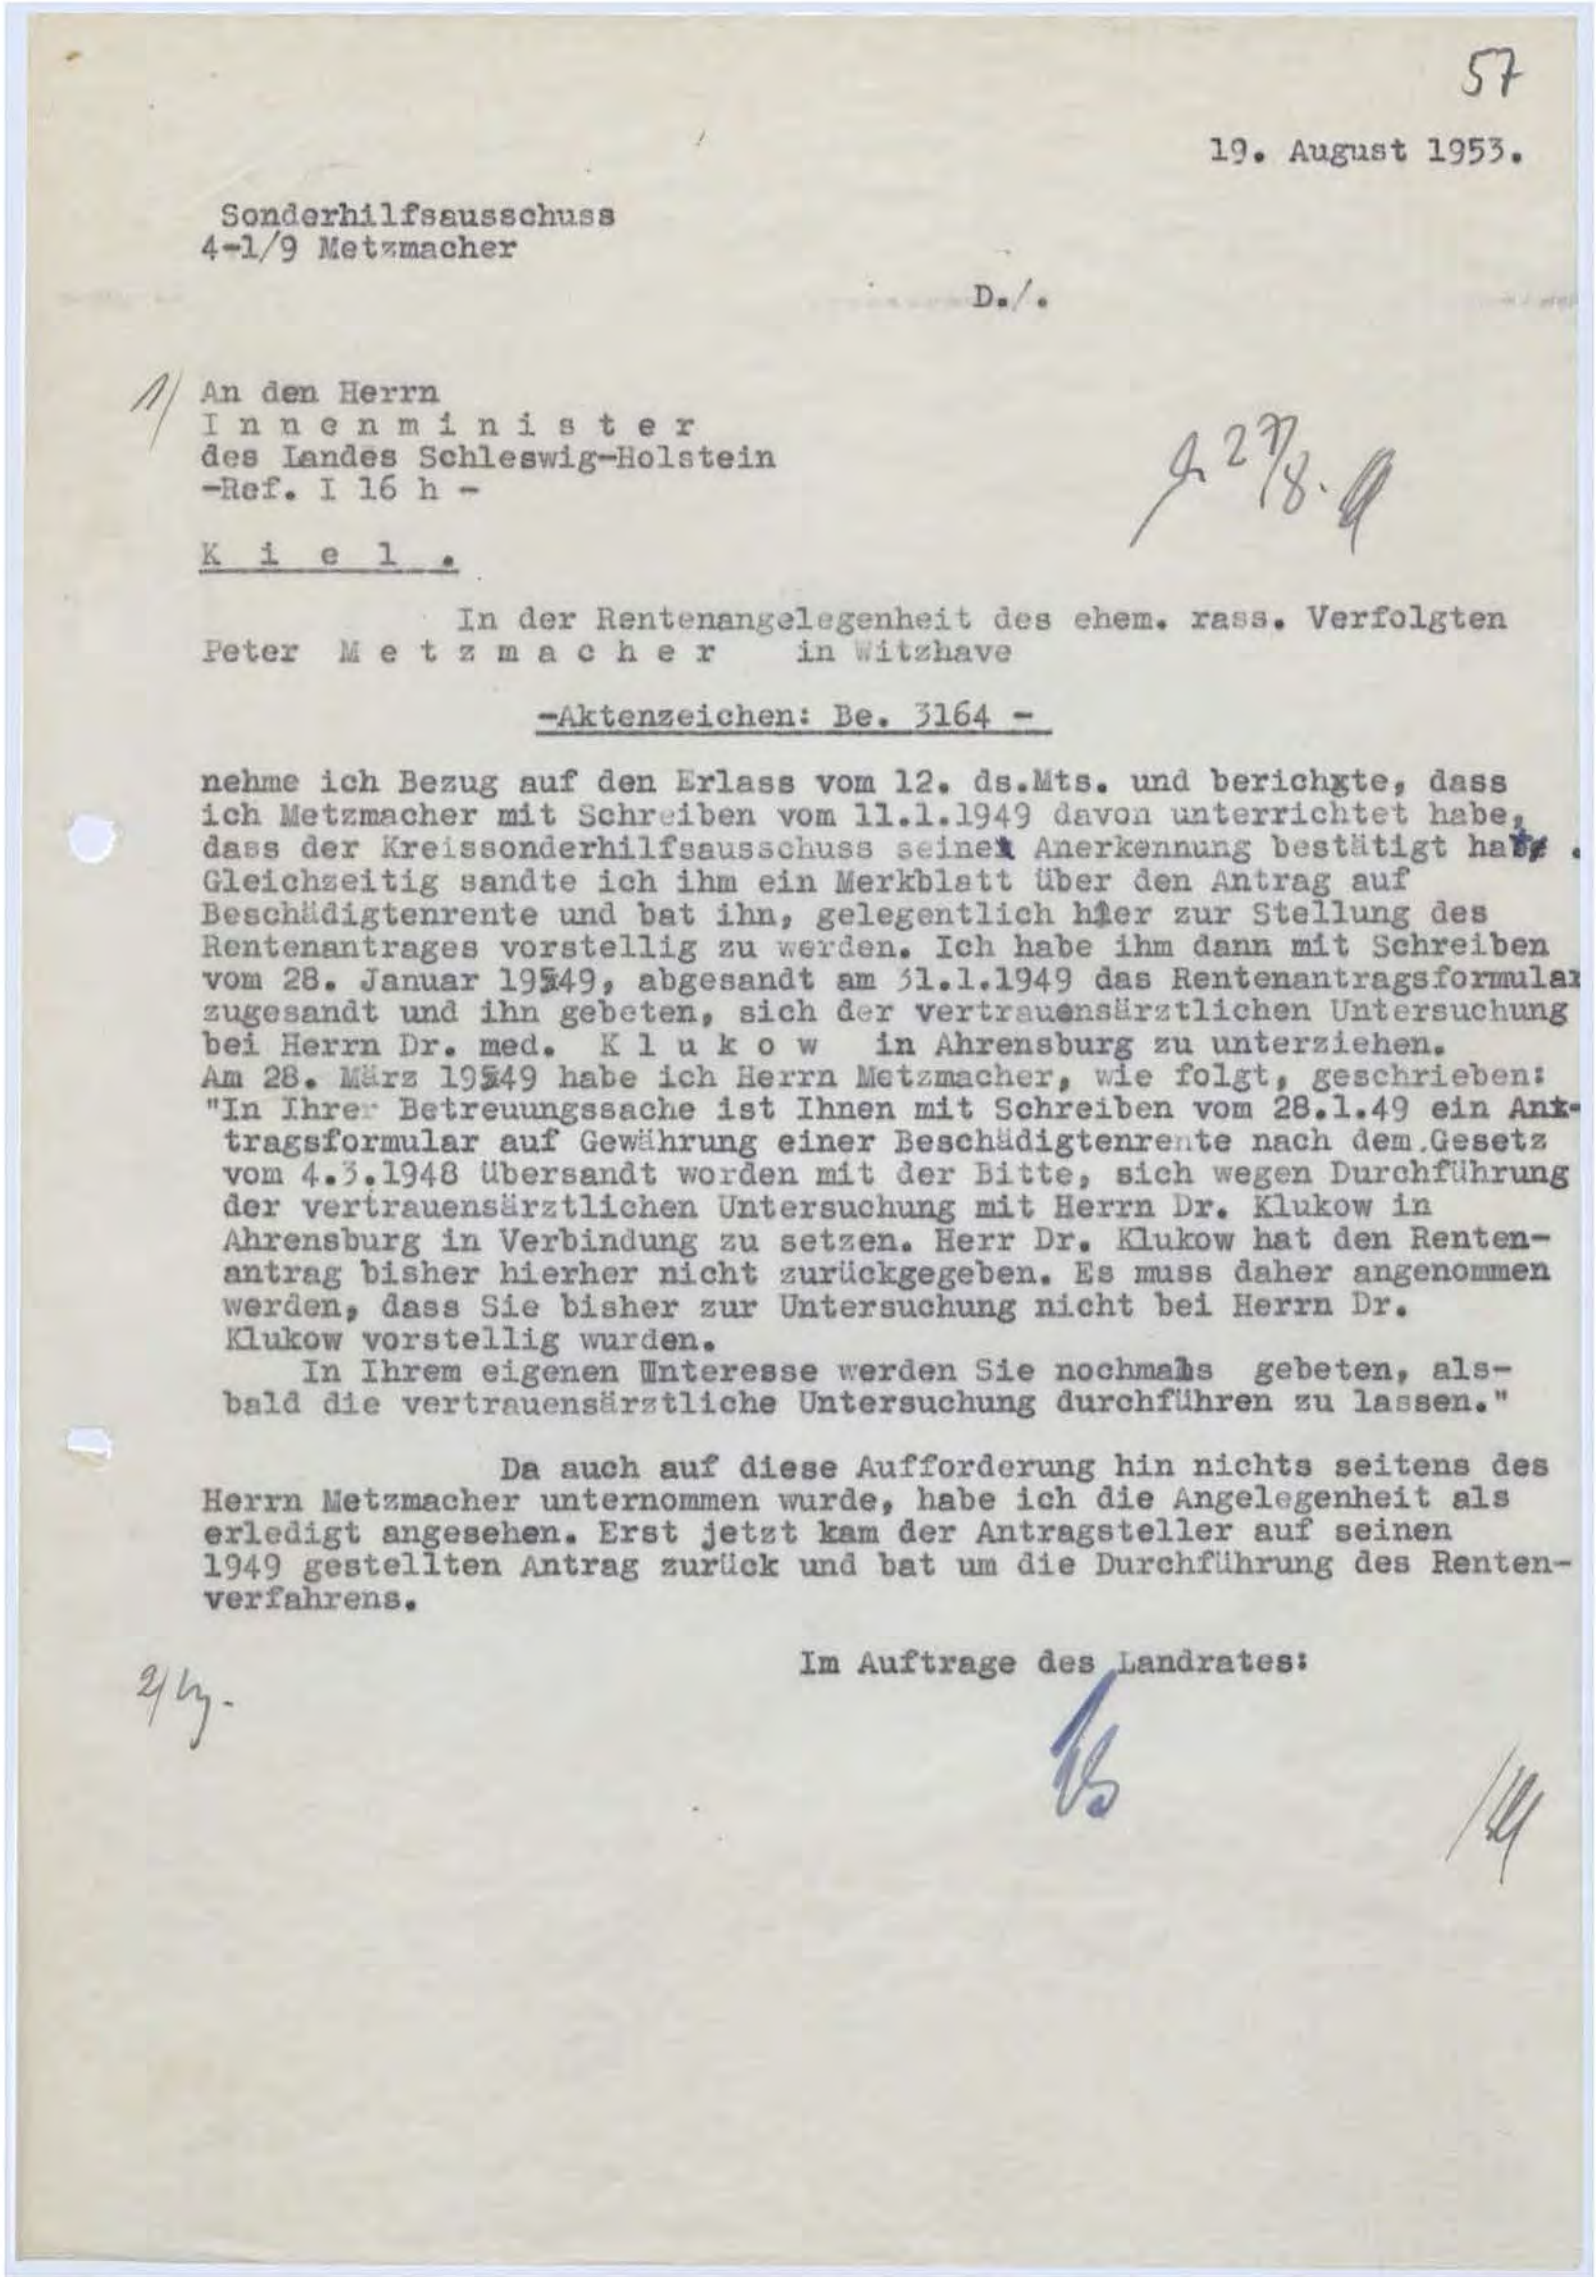 57
19. August 1953.
Sonderhilfsausschuss
4-1/9 Metzmacher
D./.
1/ An den Herrn
I n n e n m i n i s t e r
des Landes Schleswig-Holstein
-Ref. I 16 h -
27/8.
K i e l .
In der Rentenangelegenheit des ehem. rass. Verfolgten
Peter M e t z m a c h e r in Witzhave
-Aktenzeichen: Be. 3164 -
nehme ich Bezug auf den Erlass vom 12. ds.Mts. und berichte, dass
ich Metzmacher mit Schreiben vom 11.1.1949 davon unterrichtet habe,
dass der Kreissonderhilfsausschuss seine Anerkennung bestätigt hat.
Gleichzeitig sandte ich ihm ein Merkblatt über den Antrag auf
Beschädigtenrente und bat ihn, gelegentlich hier zur Stellung des
Rentenantrages vorstellig zu werden. Ich habe ihm dann mit Schreiben
vom 28. Januar 1949, abgesandt am 31.1.1949 das Rentenantragsformular
zugesandt und ihn gebeten, sich der vertrauensärztlichen Untersuchung
bei Herrn Dr. med. K l u k o w in Ahrensburg zu unterziehen.
Am 28. März 1949 habe ich Herrn Metzmacher, wie folgt, geschrieben:
"In Ihrer Betreuungssache ist Ihnen mit Schreiben vom 28.1.49 ein An-
tragsformular auf Gewährung einer Beschädigtenrente nach dem Gesetz
vom 4.3.1948 übersandt worden mit der Bitte, sich wegen Durchführung
der vertrauensärztlichen Untersuchung mit Herrn Dr. Klukow in
Ahrensburg in Verbindung zu setzen. Herr Dr. Klukow hat den Renten-
antrag bisher hierher nicht zurückgegeben. Es muss daher angenommen
werden, dass Sie bisher zur Untersuchung nicht bei Herrn Dr.
Klukow vorstellig wurden.
In Ihrem eigenen Interesse werden Sie nochmals gebeten, als-
bald die vertrauensärztliche Untersuchung durchführen zu lassen."
Da auch auf diese Aufforderung hin nichts seitens des
Herrn Metzmacher unternommen wurde, habe ich die Angelegenheit als
erledigt angesehen. Erst jetzt kam der Antragsteller auf seinen
1949 gestellten Antrag zurück und bat um die Durchführung des Renten-
verfahrens.
Im Auftrage des Landrates:
2/